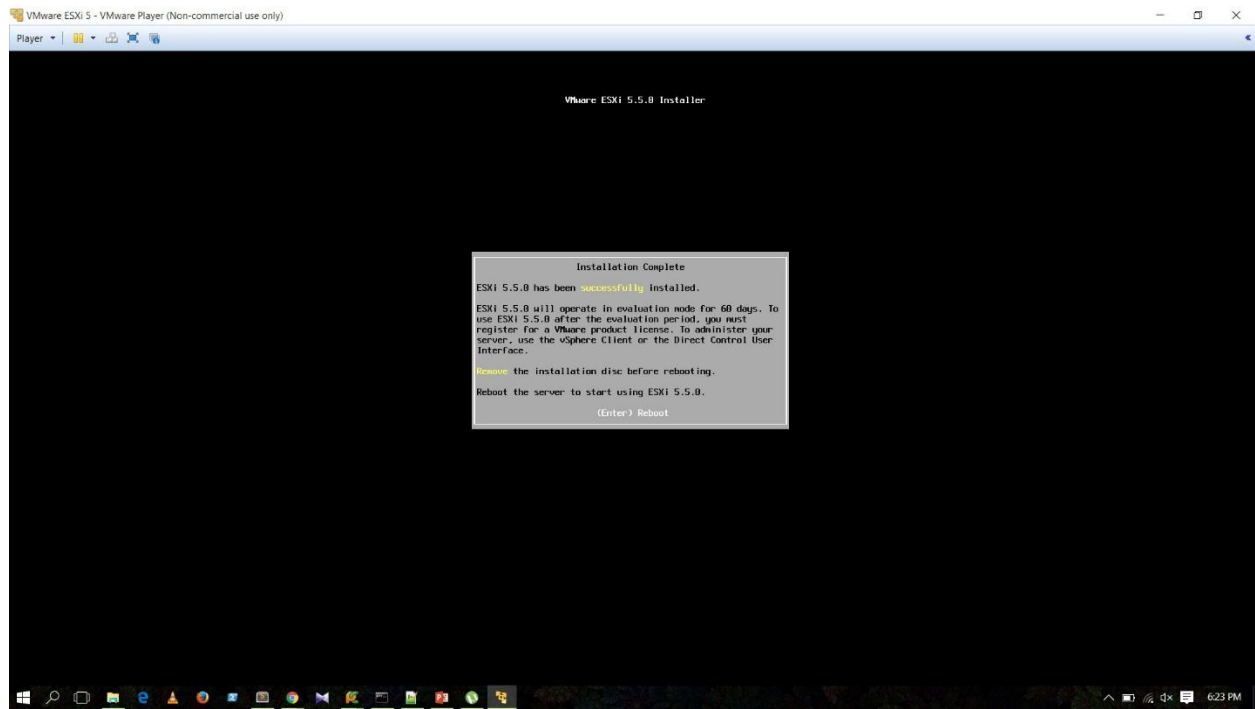 VMware ESXi 5 - VMware Player (Non-commercial use only)
Player
VMware ESXi 5.5.0 Installer
Installation Complete
ESXi 5.5.0 has been successfully installed.
ESXi 5.5.0 will operate in evaluation mode for 60 days. To
use ESXi 5.5.0 after the evaluation period, you must
register for a VMware product license. To administer your
server, use the vSphere Client or the Direct Control User
Interface.
Remove the installation disc before rebooting.
Reboot the server to start using ESXi 5.5.0.
(Enter) Reboot
6:23 PM